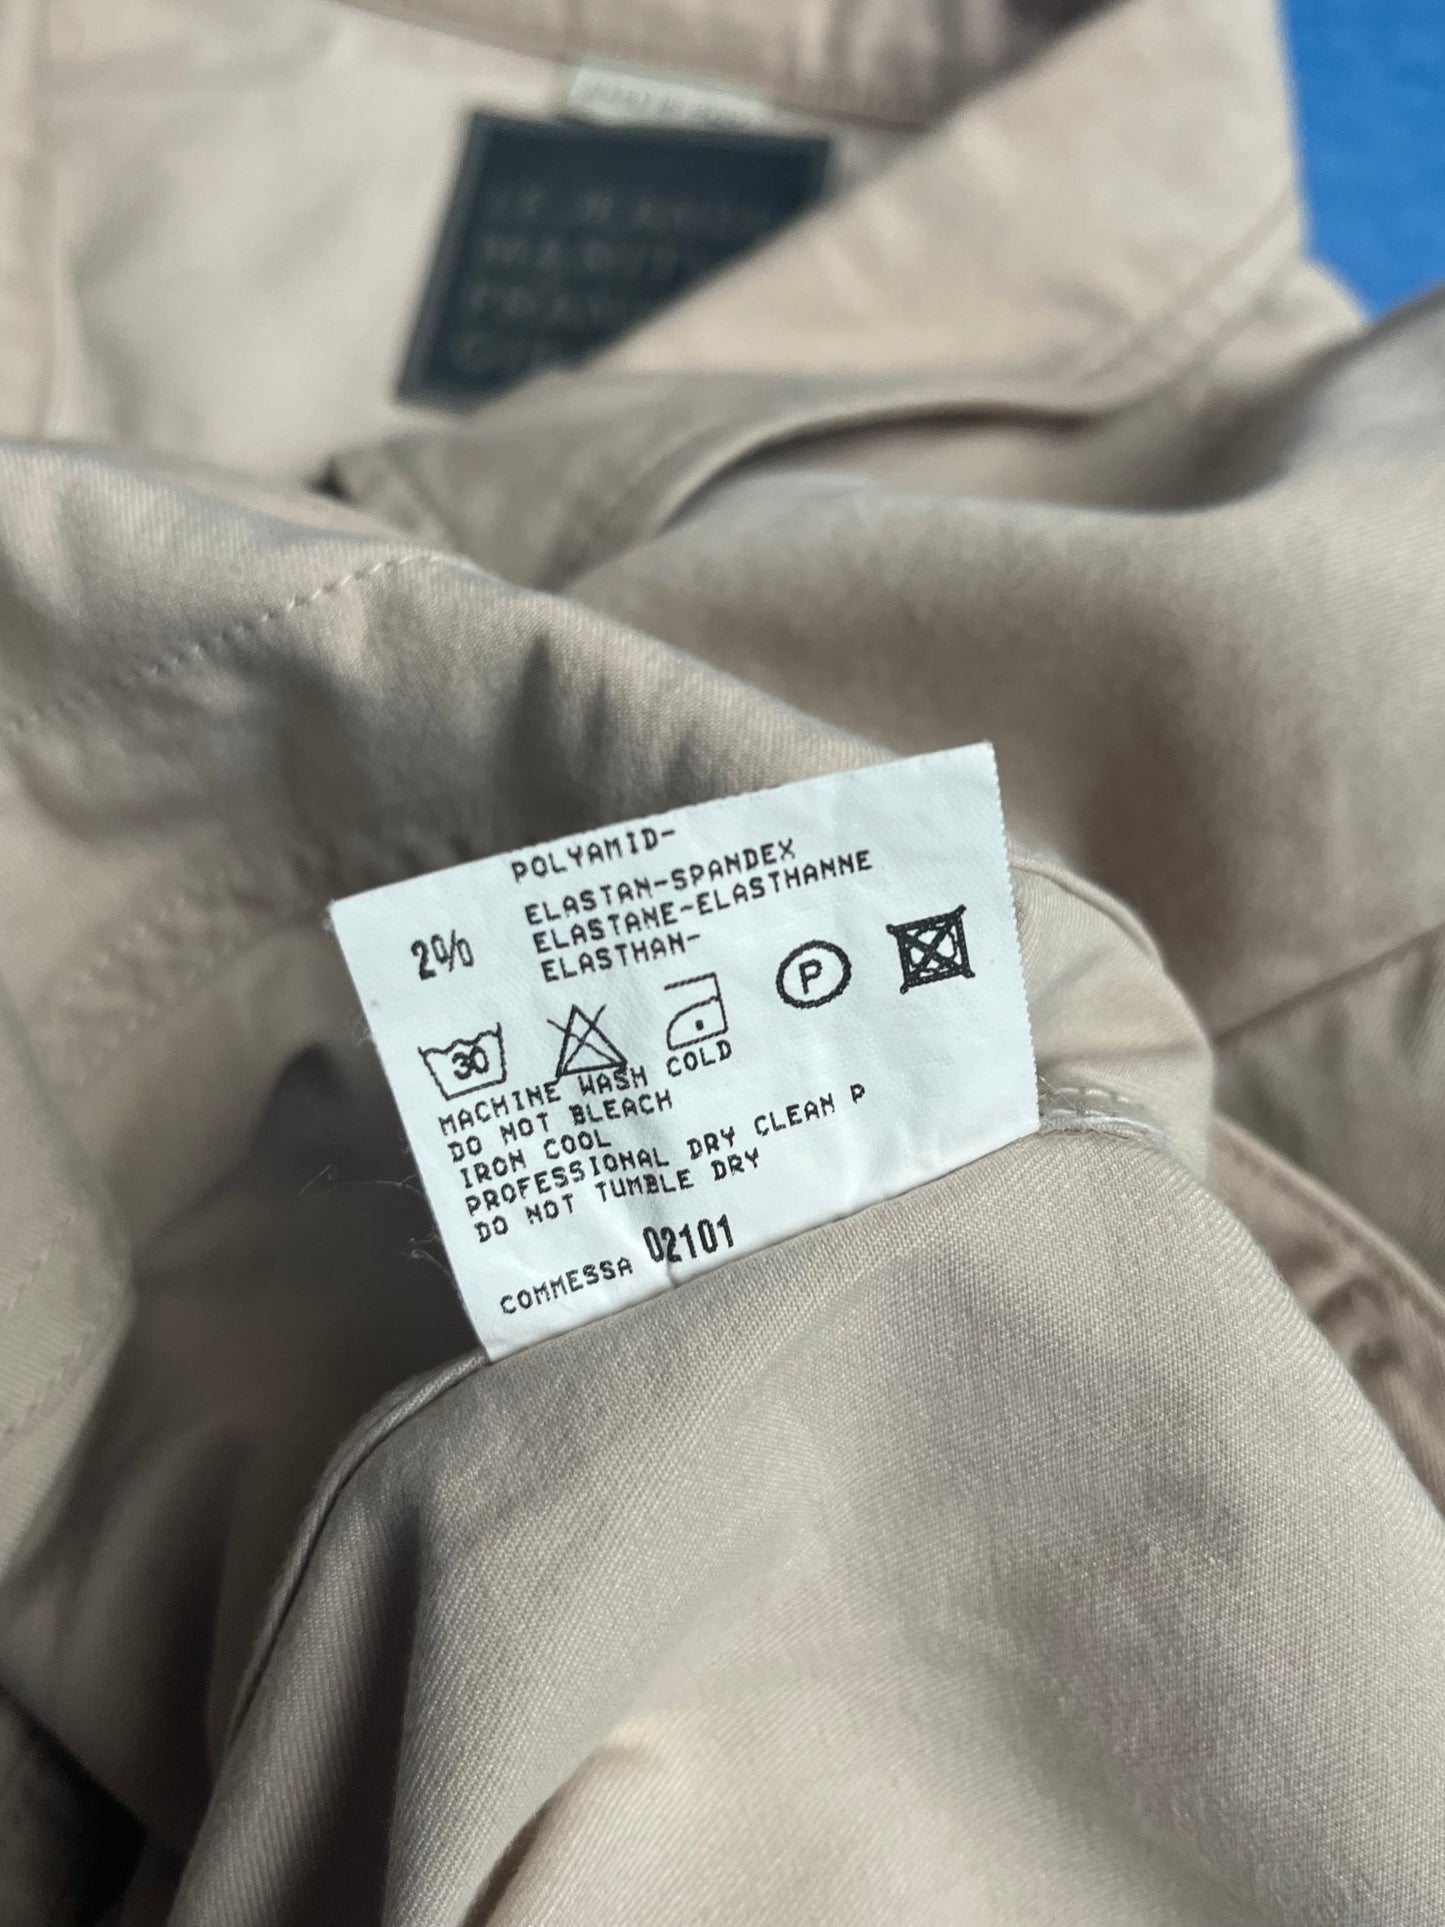 POLYAMID-
ELASTAN-SPANDEX
2% ELASTANE-ELASTHANNE
ELASTHAN-
30
P
MACHINE WASH COLD
DO NOT BLEACH
IRON COOL
PROFESSIONAL DRY CLEAN P
DO NOT TUMBLE DRY
COMMESSA 02101